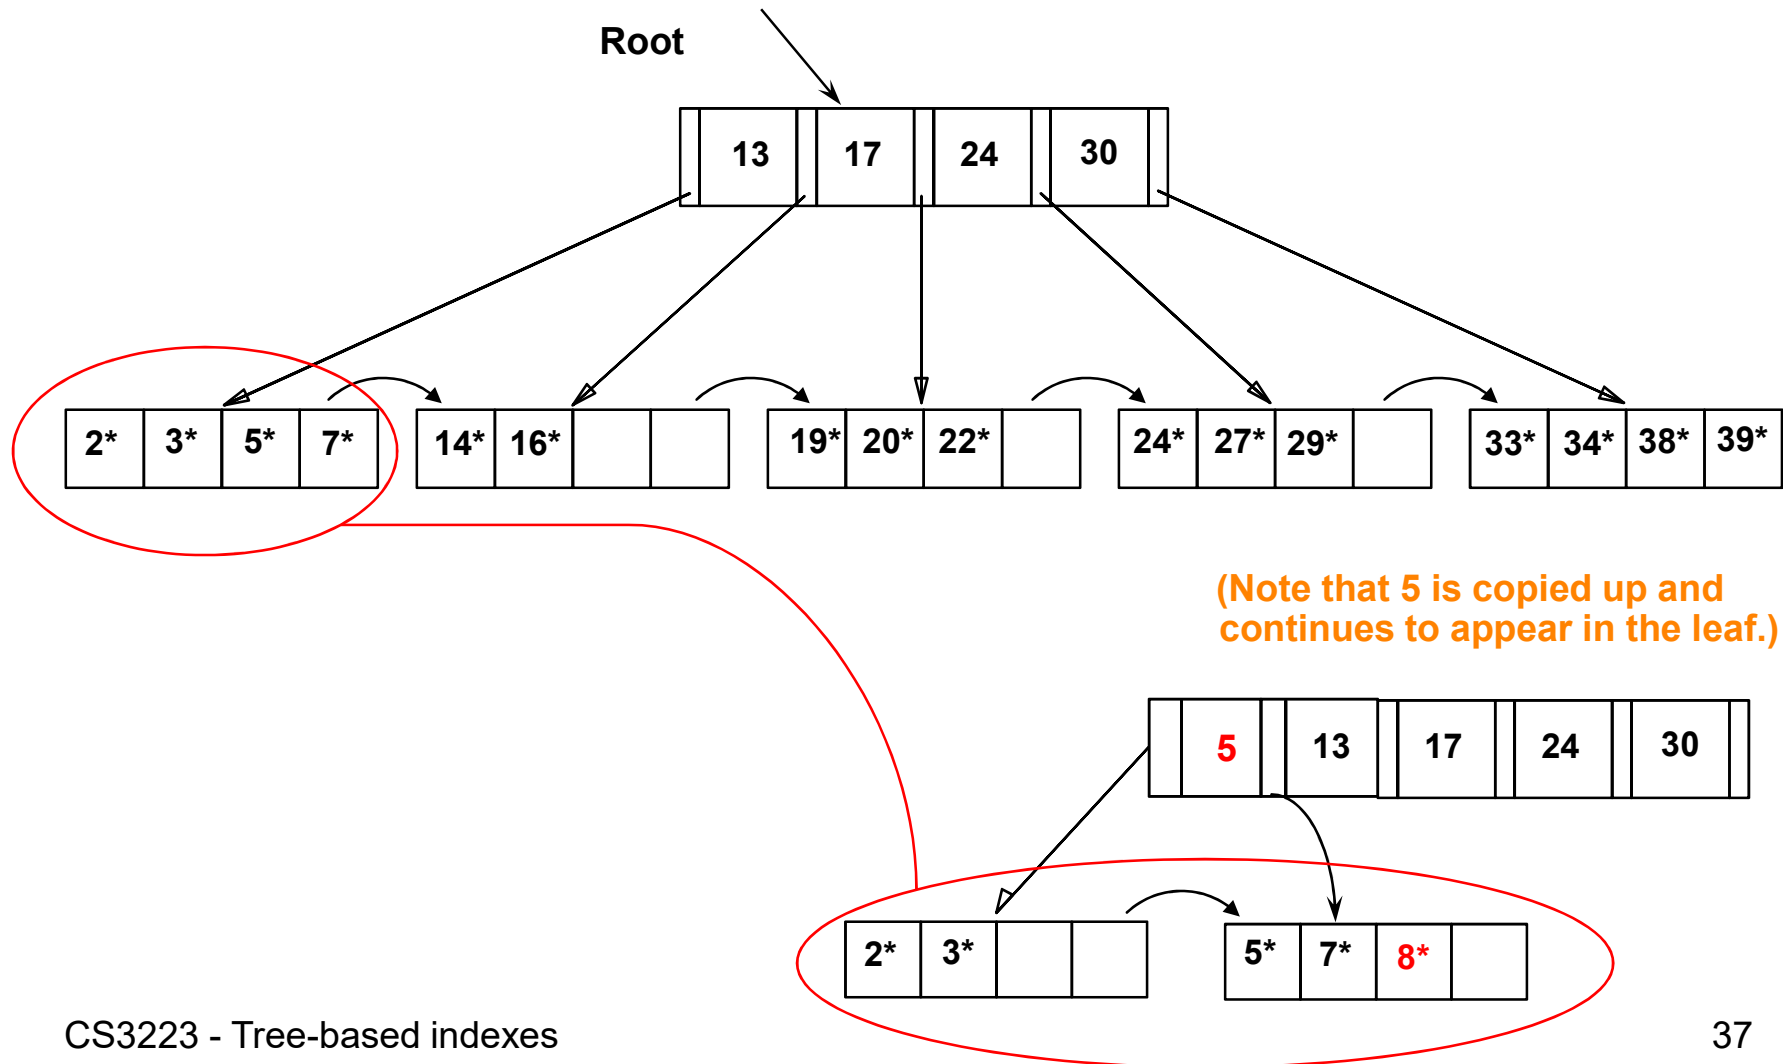 Root
13 17 24 30
2* 3* 5* 7* 14* 16* 19* 20* 22* 24* 27* 29* 33* 34* 38* 39*
(Note that 5 is copied up and
continues to appear in the leaf.)
5 13 17 24 30
2* 3* 5* 7* 8*
CS3223 - Tree-based indexes 37